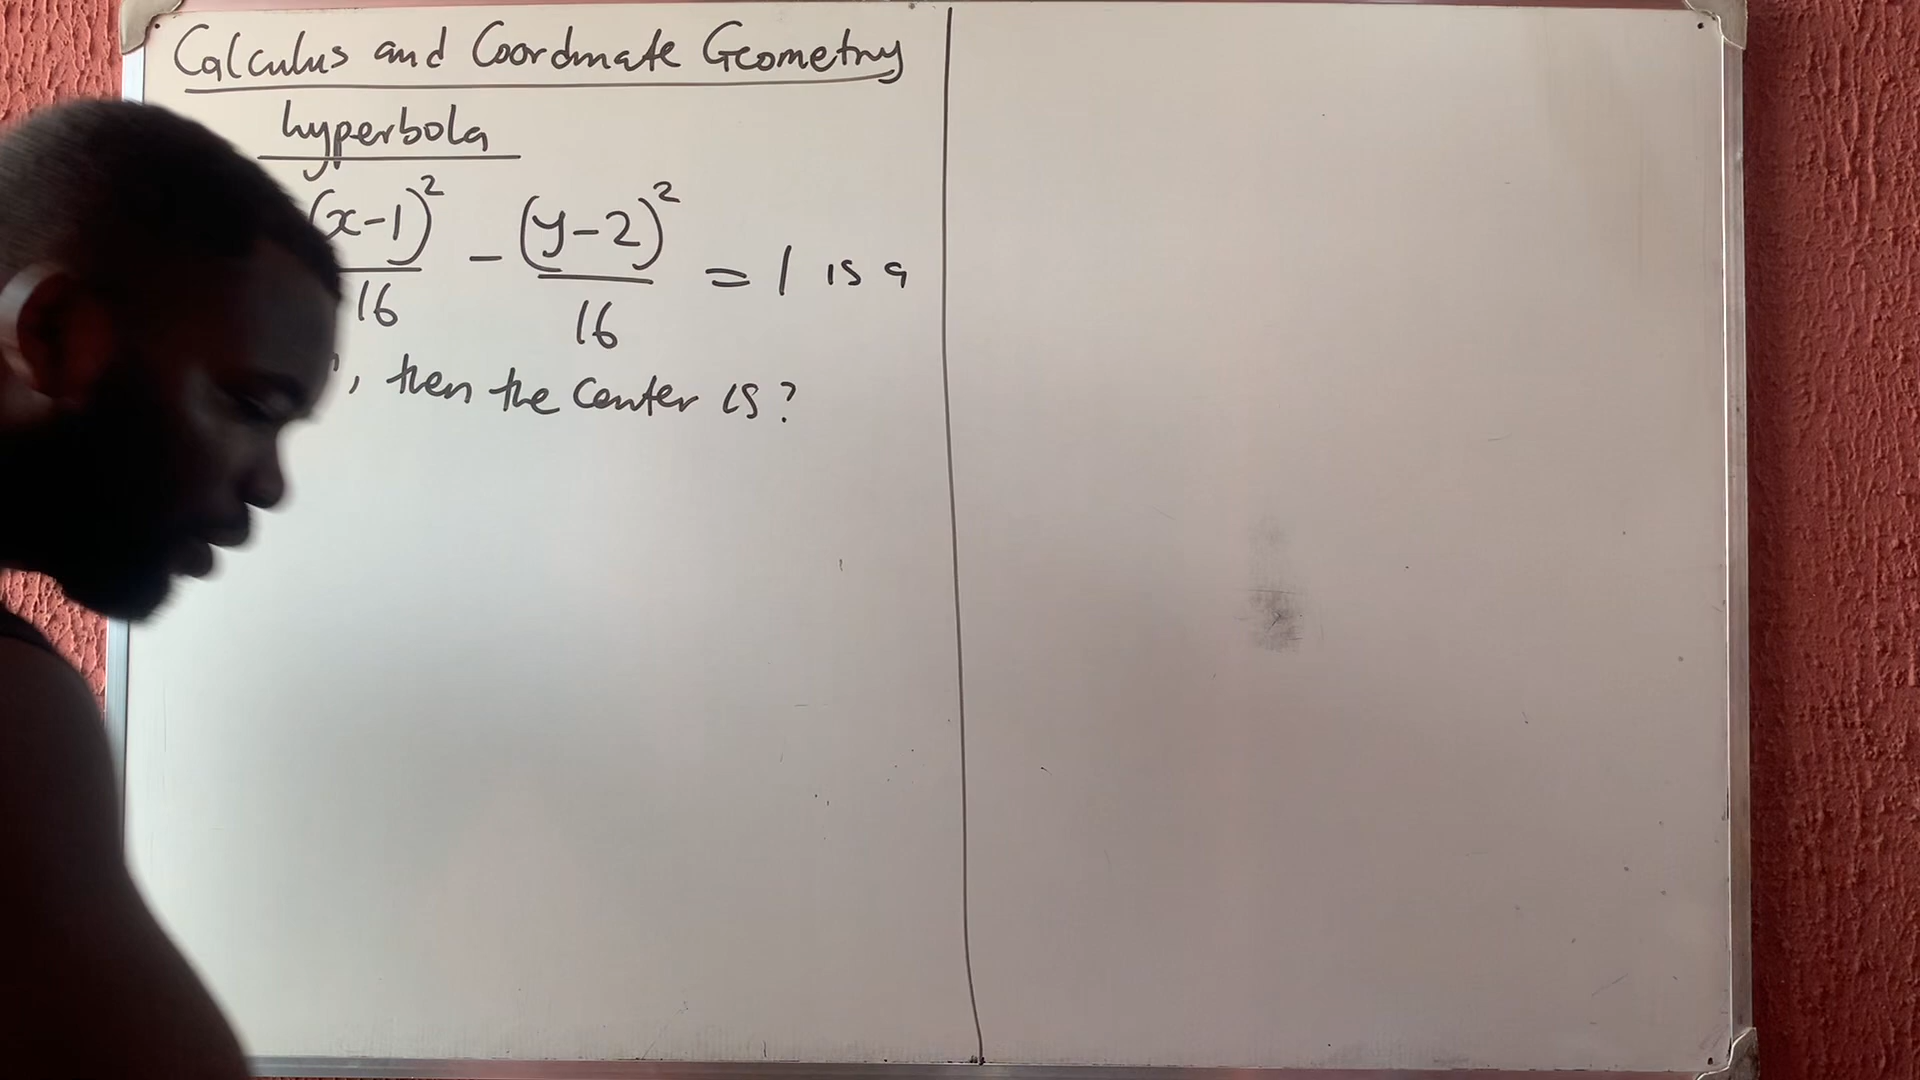 Calculus and Coordinate Geometry
hyperbola
(x-1)² - (y-2)² = 1 is a
16 16
, then the center is?